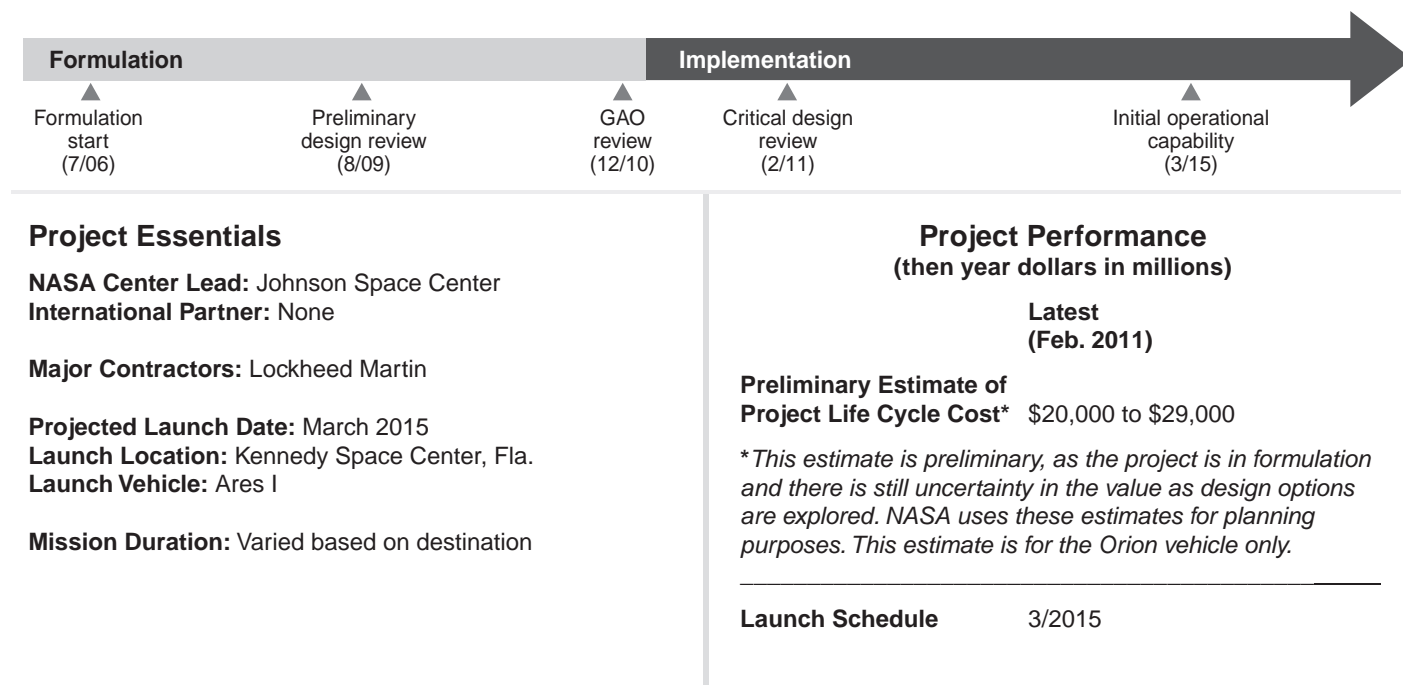 Formulation
Implementation
Formulation
start
(7/06)
Preliminary
design review
(8/09)
GAO
review
(12/10)
Critical design
review
(2/11)
Initial operational
capability
(3/15)
Project Essentials
NASA Center Lead: Johnson Space Center
International Partner: None
Major Contractors: Lockheed Martin
Projected Launch Date: March 2015
Launch Location: Kennedy Space Center, Fla.
Launch Vehicle: Ares I
Mission Duration: Varied based on destination
Project Performance
(then year dollars in millions)
Latest
(Feb. 2011)
Preliminary Estimate of
Project Life Cycle Cost* $20,000 to $29,000
*This estimate is preliminary, as the project is in formulation
and there is still uncertainty in the value as design options
are explored. NASA uses these estimates for planning
purposes. This estimate is for the Orion vehicle only.
Launch Schedule 3/2015